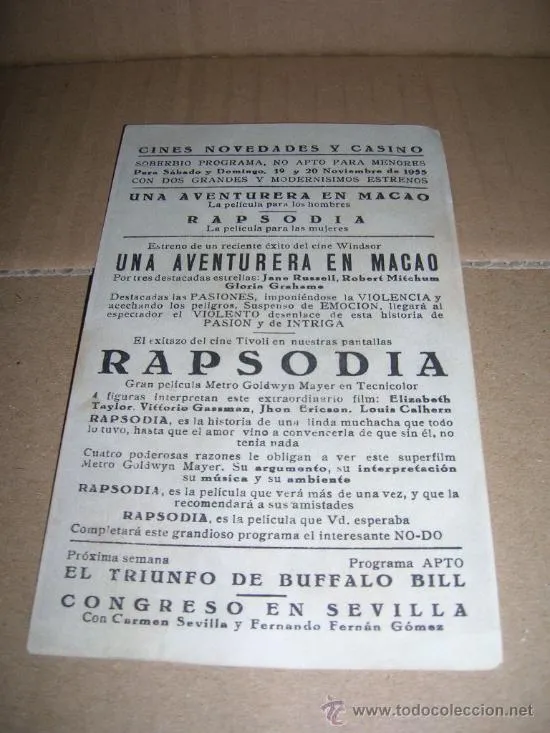 CINES NOVEDADES Y CASINO
SOBERBIO PROGRAMA, NO APTO PARA MENORES
Para Sábado y Domingo, 19 y 20 Noviembre de 1955
CON DOS GRANDES Y MODERNISIMOS ESTRENOS
UNA AVENTURERA EN MACAO
La película para los hombres
RAPSODIA
La película para las mujeres
Estreno de un reciente éxito del cine Windsor
UNA AVENTURERA EN MACAO
Por tres destacadas estrellas: Jane Russell, Robert Mitchum
Gloria Grahame
Destacadas las PASIONES, imponiéndose la VIOLENCIA y
acechando los peligros. Suspenso de EMOCION, llegará al
espectador el VIOLENTO desenlace de esta historia de
PASION y de INTRIGA
El exitazo del cine Tívoli en nuestras pantallas
RAPSODIA
Gran película Metro Goldwyn Mayer en Tecnicolor
4 figuras interpretan este extraordinario film: Elizabeth
Taylor, Vittorio Gassman, Jhon Ericson, Louis Calhern
RAPSODIA, es la historia de una linda muchacha que todo
lo tuvo, hasta que el amor vino a convencerla de que sin él, no
tenía nada
Cuatro poderosas razones le obligan a ver este superfilm
Metro Goldwyn Mayer. Su argumento, su interpretación
su música y su ambiente
RAPSODIA, es la película que verá más de una vez, y que la
recomendará a sus amistades
RAPSODIA, es la película que Vd. esperaba
Completará este grandioso programa el interesante NO-DO
Próxima semana Programa APTO
EL TRIUNFO DE BUFFALO BILL
CONGRESO EN SEVILLA
Con Carmen Sevilla y Fernando Fernán Gómez
www.todocoleccion.net